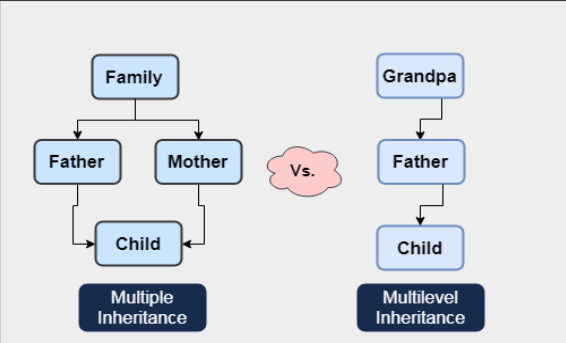 Family
Grandpa
Father
Mother
Vs.
Father
Child
Child
Multiple
Inheritance
Multilevel
Inheritance